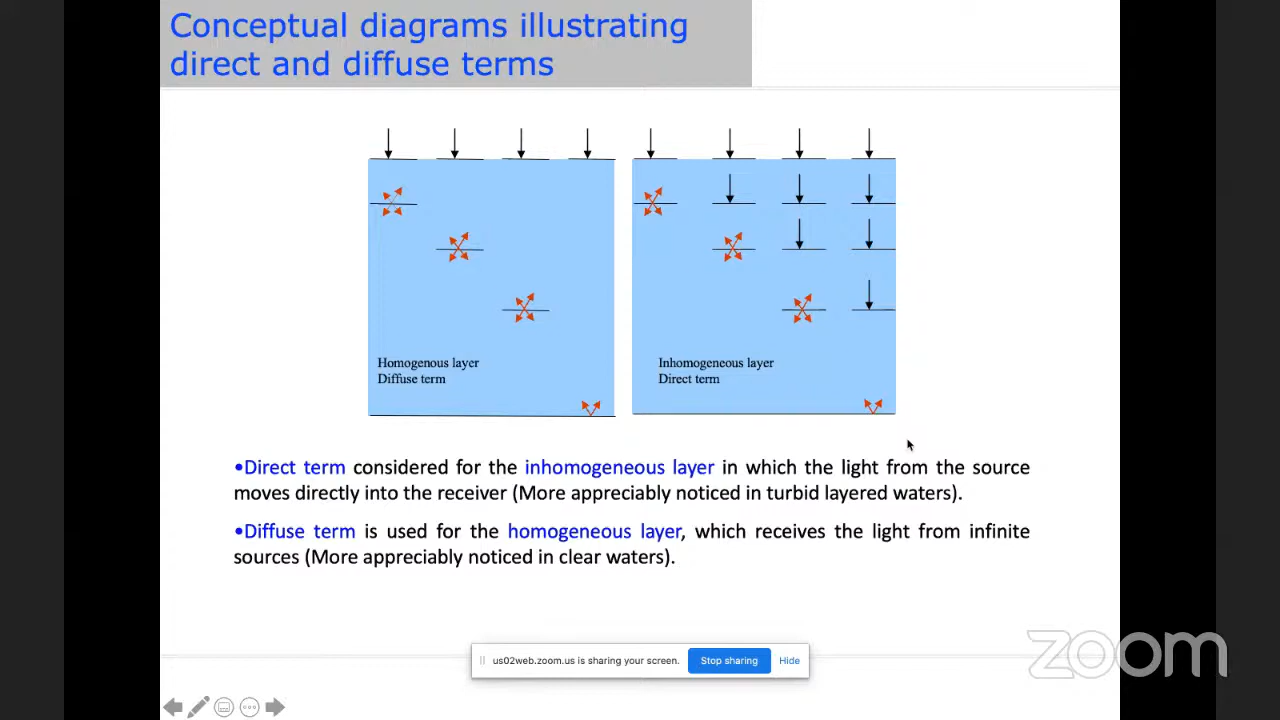 Conceptual diagrams illustrating
direct and diffuse terms
Homogenous layer
Diffuse term
Inhomogeneous layer
Direct term
•Direct term considered for the inhomogeneous layer in which the light from the source
moves directly into the receiver (More appreciably noticed in turbid layered waters).
•Diffuse term is used for the homogeneous layer, which receives the light from infinite
sources (More appreciably noticed in clear waters).
us02web.zoom.us is sharing your screen.
Stop sharing
Hide
zoom